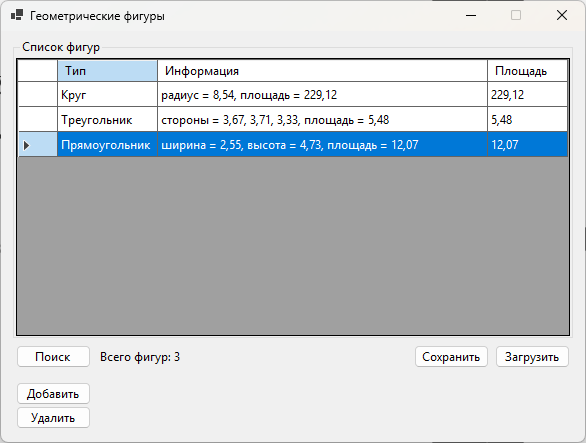 Геометрические фигуры
Список фигур
Тип Информация Площадь
Круг радиус = 8,54, площадь = 229,12 229,12
Треугольник стороны = 3,67, 3,71, 3,33, площадь = 5,48 5,48
Прямоугольник ширина = 2,55, высота = 4,73, площадь = 12,07 12,07
Поиск Всего фигур: 3 Сохранить Загрузить
Добавить
Удалить